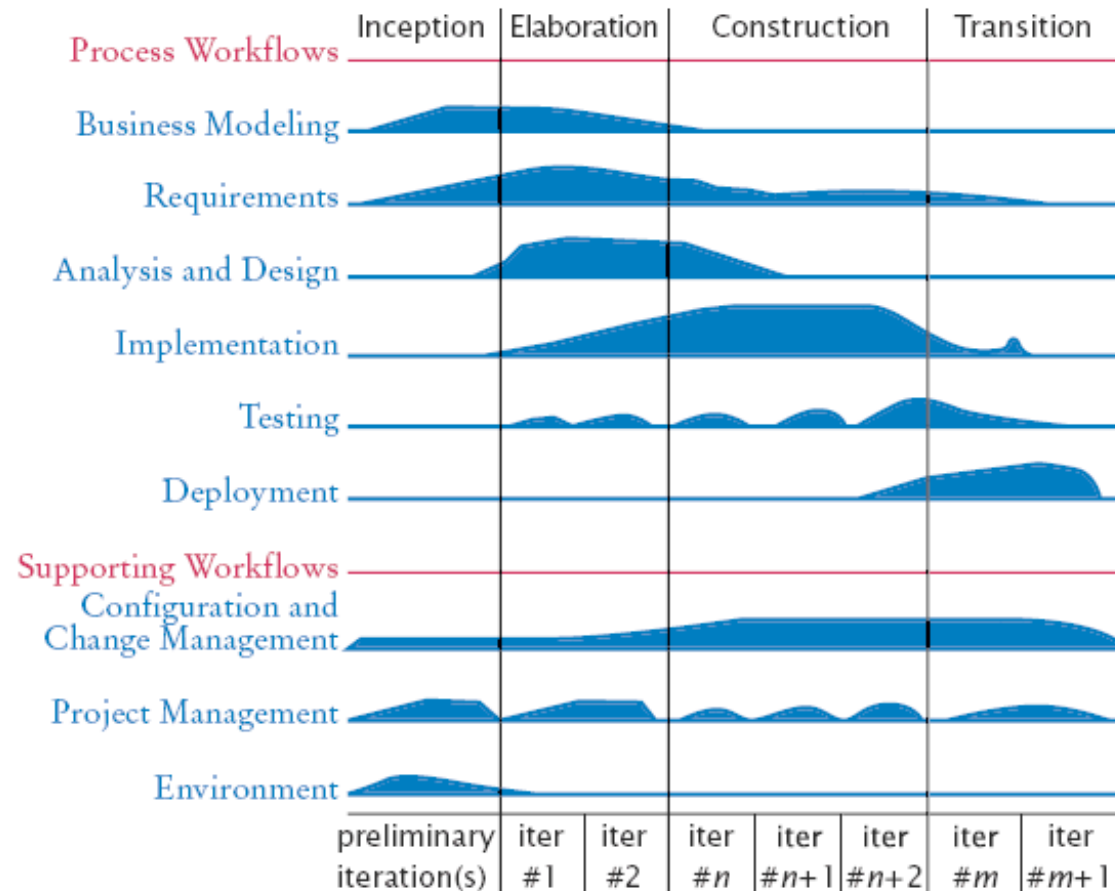 Inception Elaboration Construction Transition
Process Workflows
Business Modeling
Requirements
Analysis and Design
Implementation
Testing
Deployment
Supporting Workflows
Configuration and
Change Management
Project Management
Environment
preliminary iter iter iter iter iter iter iter
iteration(s) #1 #2 #n #n+1 #n+2 #m #m+1